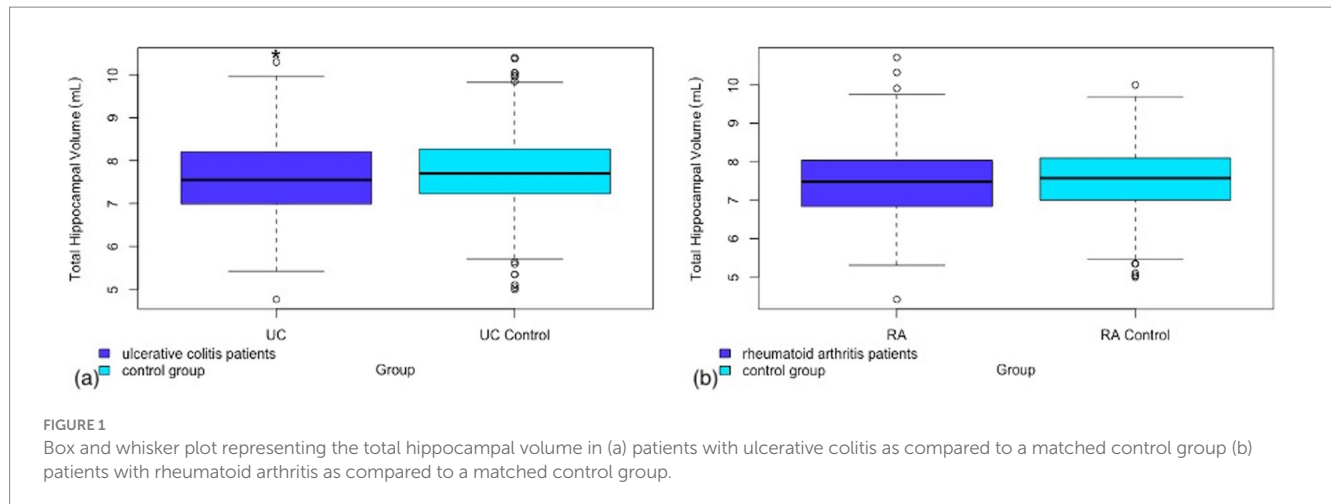 Total Hippocampal Volume (mL)
10
9
8
7
6
5
*
UC
UC Control
ulcerative colitis patients
control group
Group
(a)
Total Hippocampal Volume (mL)
10
9
8
7
6
5
RA
RA Control
rheumatoid arthritis patients
control group
Group
(b)
FIGURE 1
Box and whisker plot representing the total hippocampal volume in (a) patients with ulcerative colitis as compared to a matched control group (b)
patients with rheumatoid arthritis as compared to a matched control group.